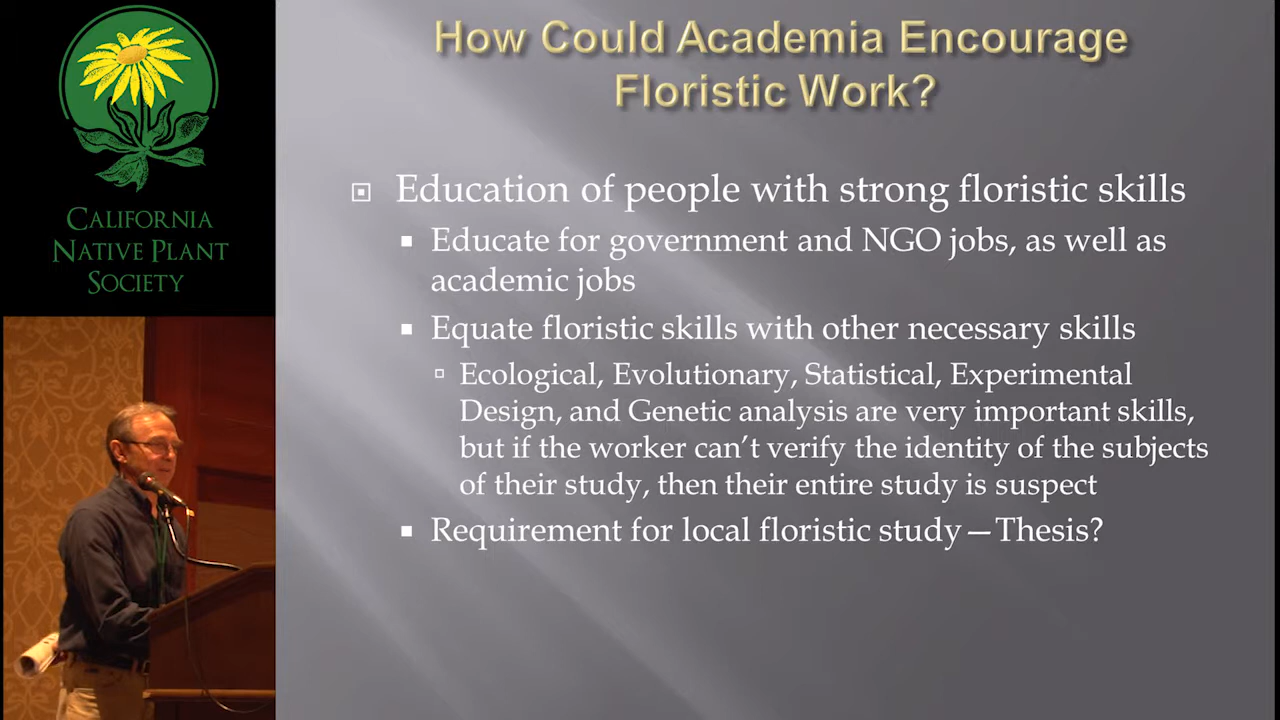 CALIFORNIA
NATIVE PLANT
SOCIETY
How Could Academia Encourage
Floristic Work?
Education of people with strong floristic skills
Educate for government and NGO jobs, as well as
academic jobs
Equate floristic skills with other necessary skills
Ecological, Evolutionary, Statistical, Experimental
Design, and Genetic analysis are very important skills,
but if the worker can’t verify the identity of the subjects
of their study, then their entire study is suspect
Requirement for local floristic study—Thesis?